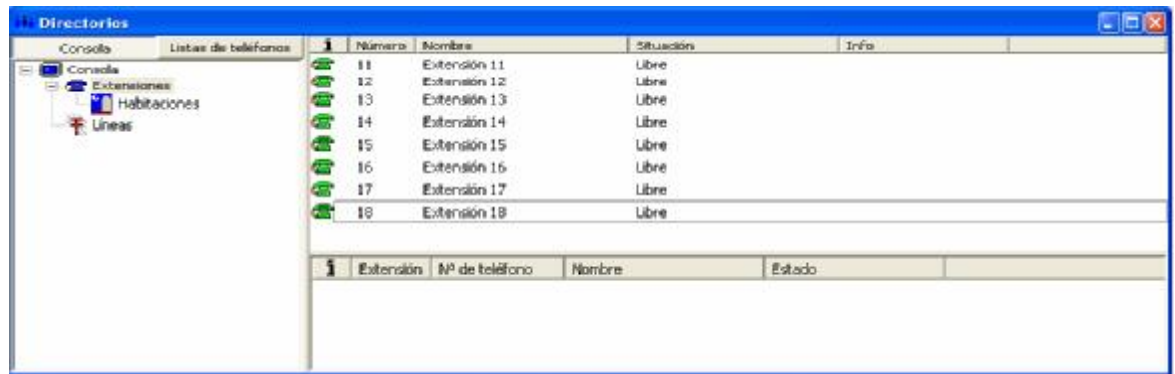 Directorios
Consola Listas de teléfonos
Consola
Extensiones
Habitaciones
Líneas
Número Nombre Situación Info
11 Extensión 11 Libre
12 Extensión 12 Libre
13 Extensión 13 Libre
14 Extensión 14 Libre
15 Extensión 15 Libre
16 Extensión 16 Libre
17 Extensión 17 Libre
18 Extensión 18 Libre
Extensión Nº de teléfono Nombre Estado